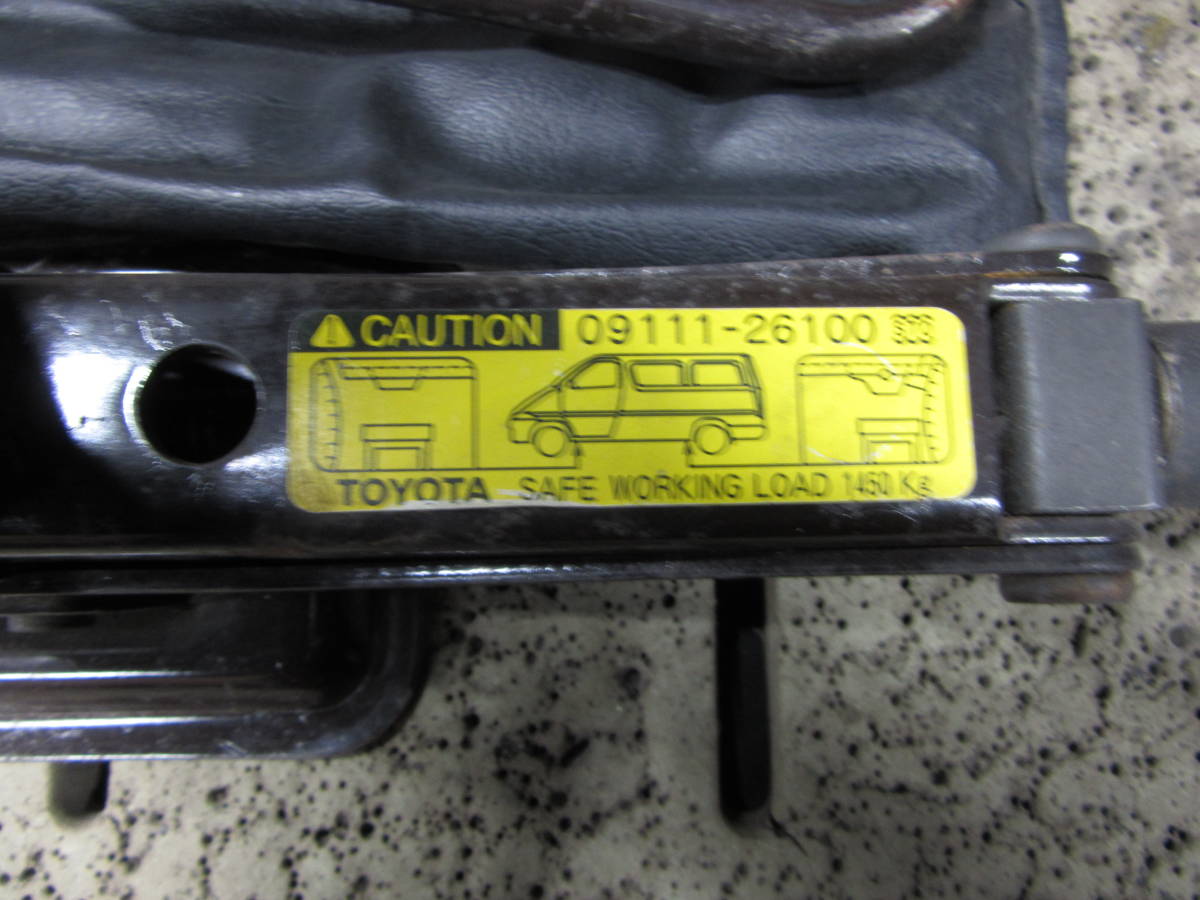 CAUTION 09111-26100
TOYOTA SAFE WORKING LOAD 1450 Kg